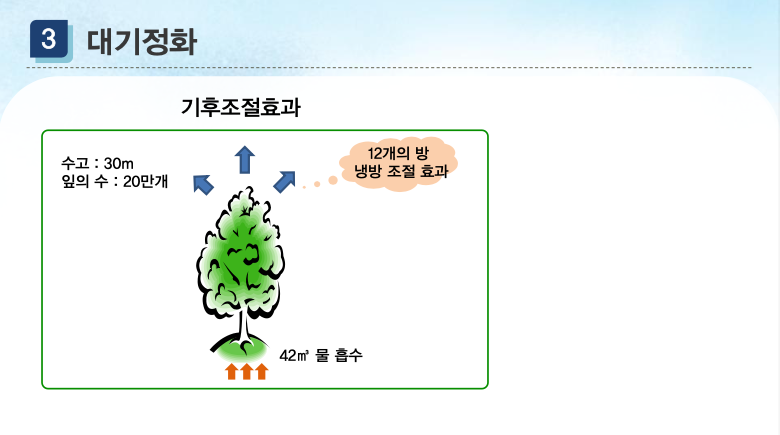 3 대기정화
기후조절효과
수고 : 30m
잎의 수 : 20만개
12개의 방
냉방 조절 효과
42㎥ 물 흡수